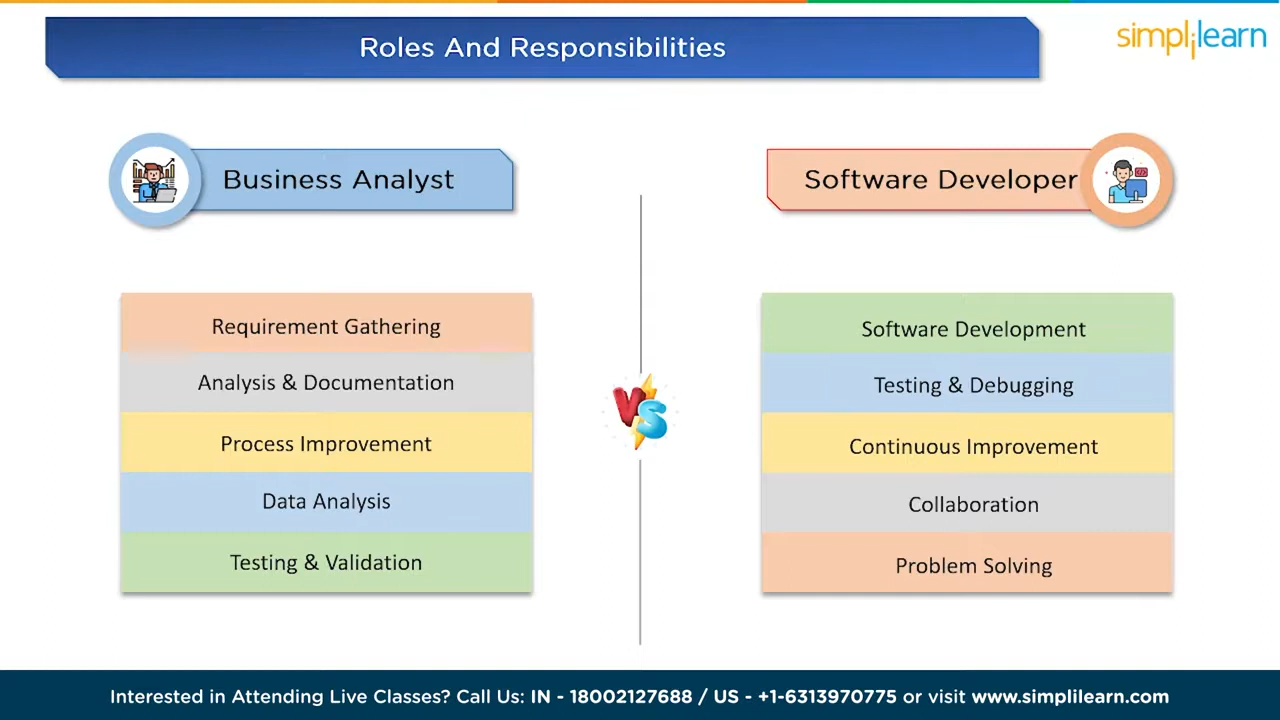 Roles And Responsibilities
simplilearn
Business Analyst
Requirement Gathering
Analysis & Documentation
Process Improvement
Data Analysis
Testing & Validation
VS
Software Developer
Software Development
Testing & Debugging
Continuous Improvement
Collaboration
Problem Solving
Interested in Attending Live Classes? Call Us: IN - 18002127688 / US - +1-6313970775 or visit www.simplilearn.com